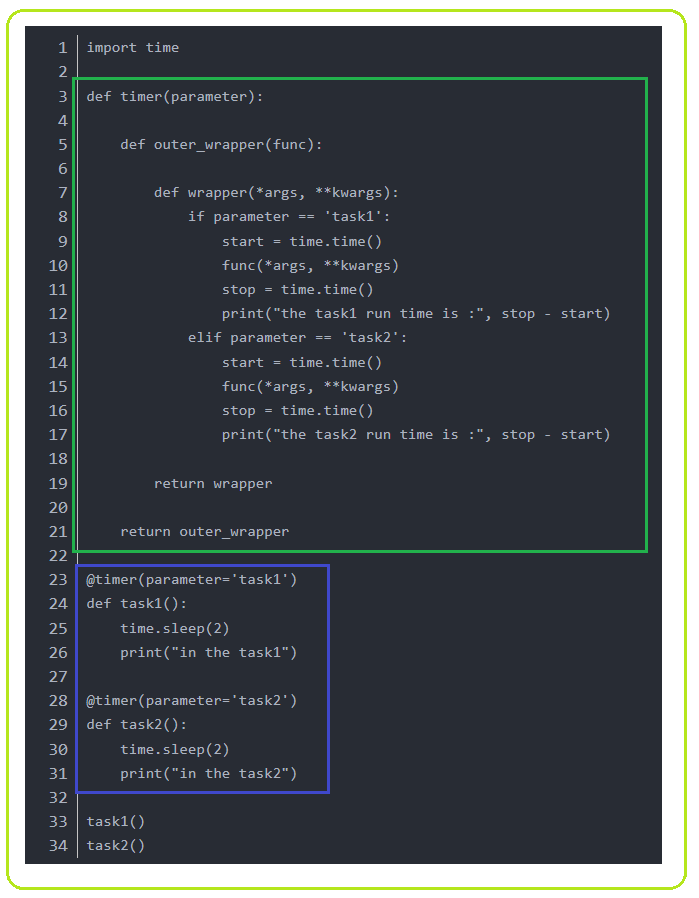 1 import time
2
3 def timer(parameter):
4
5     def outer_wrapper(func):
6
7         def wrapper(*args, **kwargs):
8             if parameter == 'task1':
9                 start = time.time()
10                 func(*args, **kwargs)
11                 stop = time.time()
12                 print("the task1 run time is :", stop - start)
13             elif parameter == 'task2':
14                 start = time.time()
15                 func(*args, **kwargs)
16                 stop = time.time()
17                 print("the task2 run time is :", stop - start)
18
19         return wrapper
20
21     return outer_wrapper
22
23 @timer(parameter='task1')
24 def task1():
25     time.sleep(2)
26     print("in the task1")
27
28 @timer(parameter='task2')
29 def task2():
30     time.sleep(2)
31     print("in the task2")
32
33 task1()
34 task2()